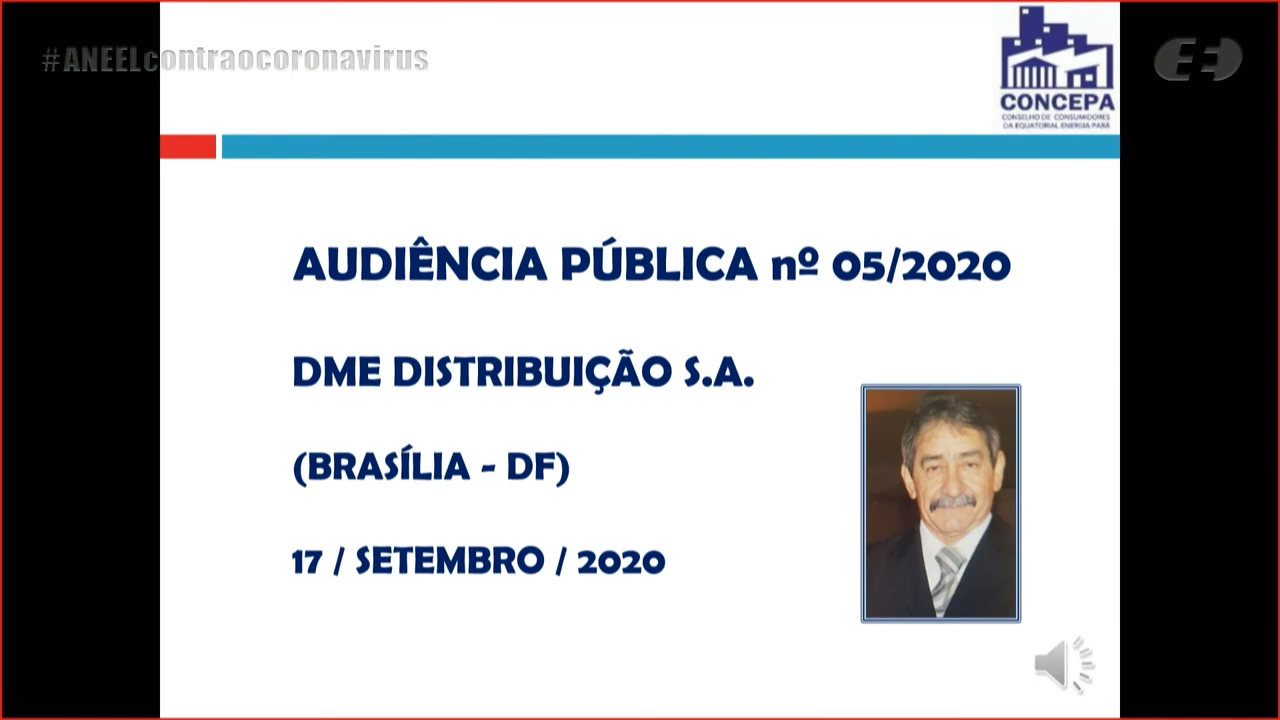 #ANEELcontraocoronavirus
CONCEPA
CONSELHO DE CONSUMIDORES
DA EQUATORIAL ENERGIA PARÁ
AUDIÊNCIA PÚBLICA nº 05/2020
DME DISTRIBUIÇÃO S.A.
(BRASÍLIA - DF)
17 / SETEMBRO / 2020